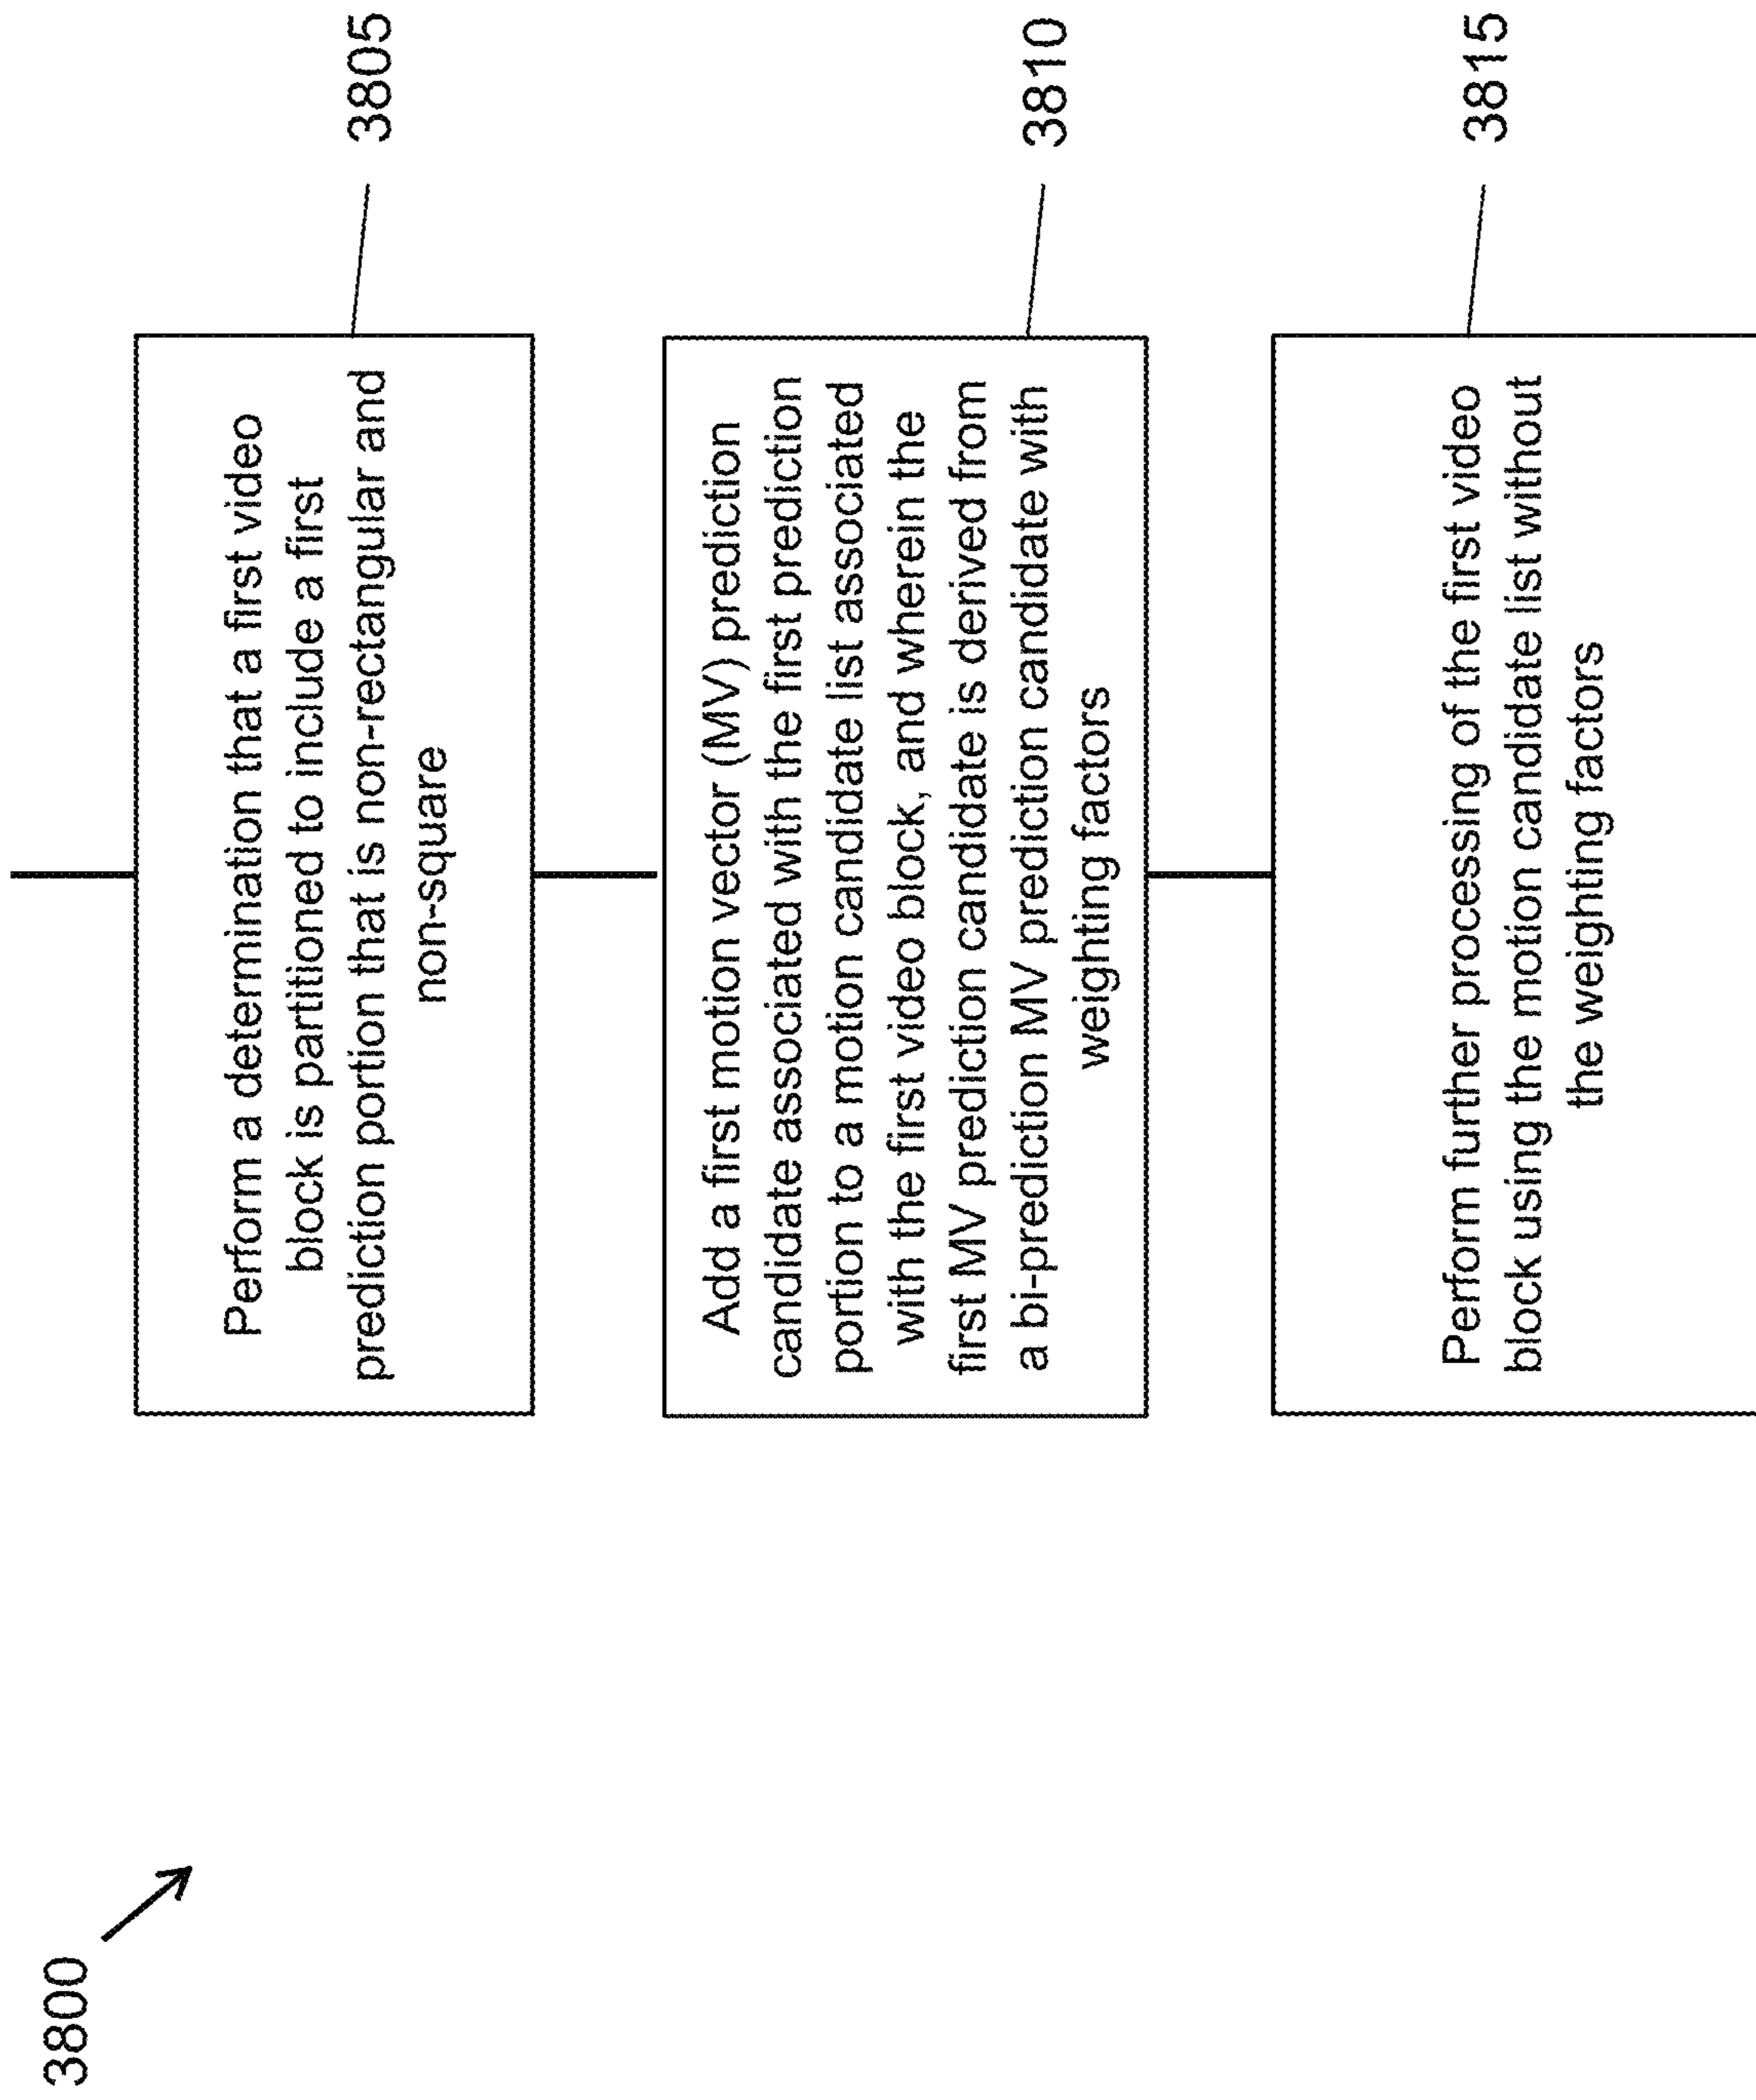 3800
Perform a determination that a first video
block is partitioned to include a first
prediction portion that is non-rectangular and
non-square
3805
Add a first motion vector (MV) prediction
candidate associated with the first prediction
portion to a motion candidate list associated
with the first video block, and wherein the
first MV prediction candidate is derived from
a bi-prediction MV prediction candidate with
weighting factors
3810
Perform further processing of the first video
block using the motion candidate list without
the weighting factors
3815